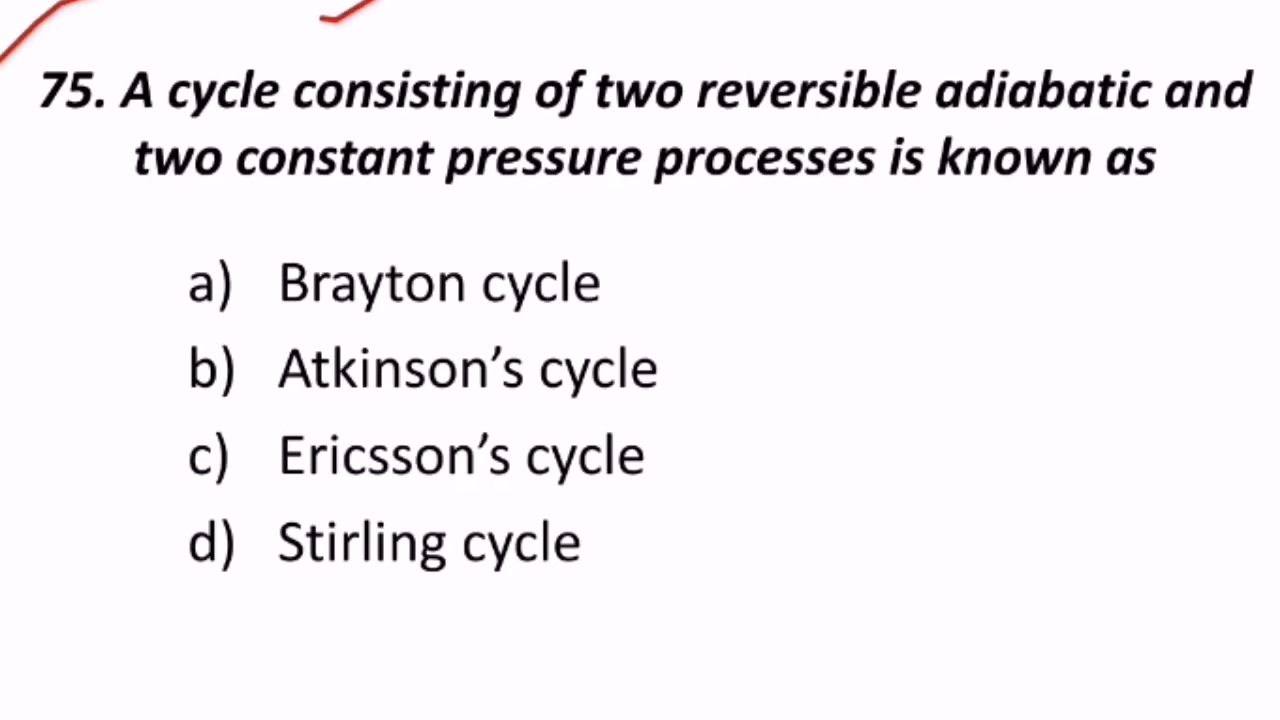 75. A cycle consisting of two reversible adiabatic and
two constant pressure processes is known as
a) Brayton cycle
b) Atkinson’s cycle
c) Ericsson’s cycle
d) Stirling cycle